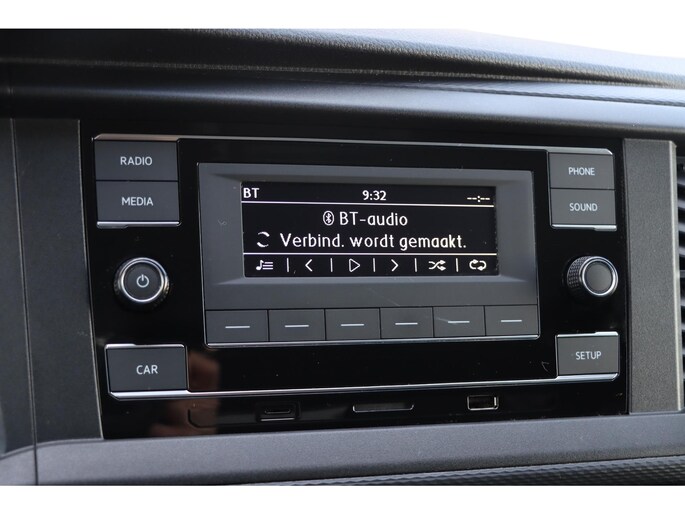 RADIO
MEDIA
BT 9:32 --:--
BT-audio
Verbind. wordt gemaakt.
PHONE
SOUND
CAR
SETUP